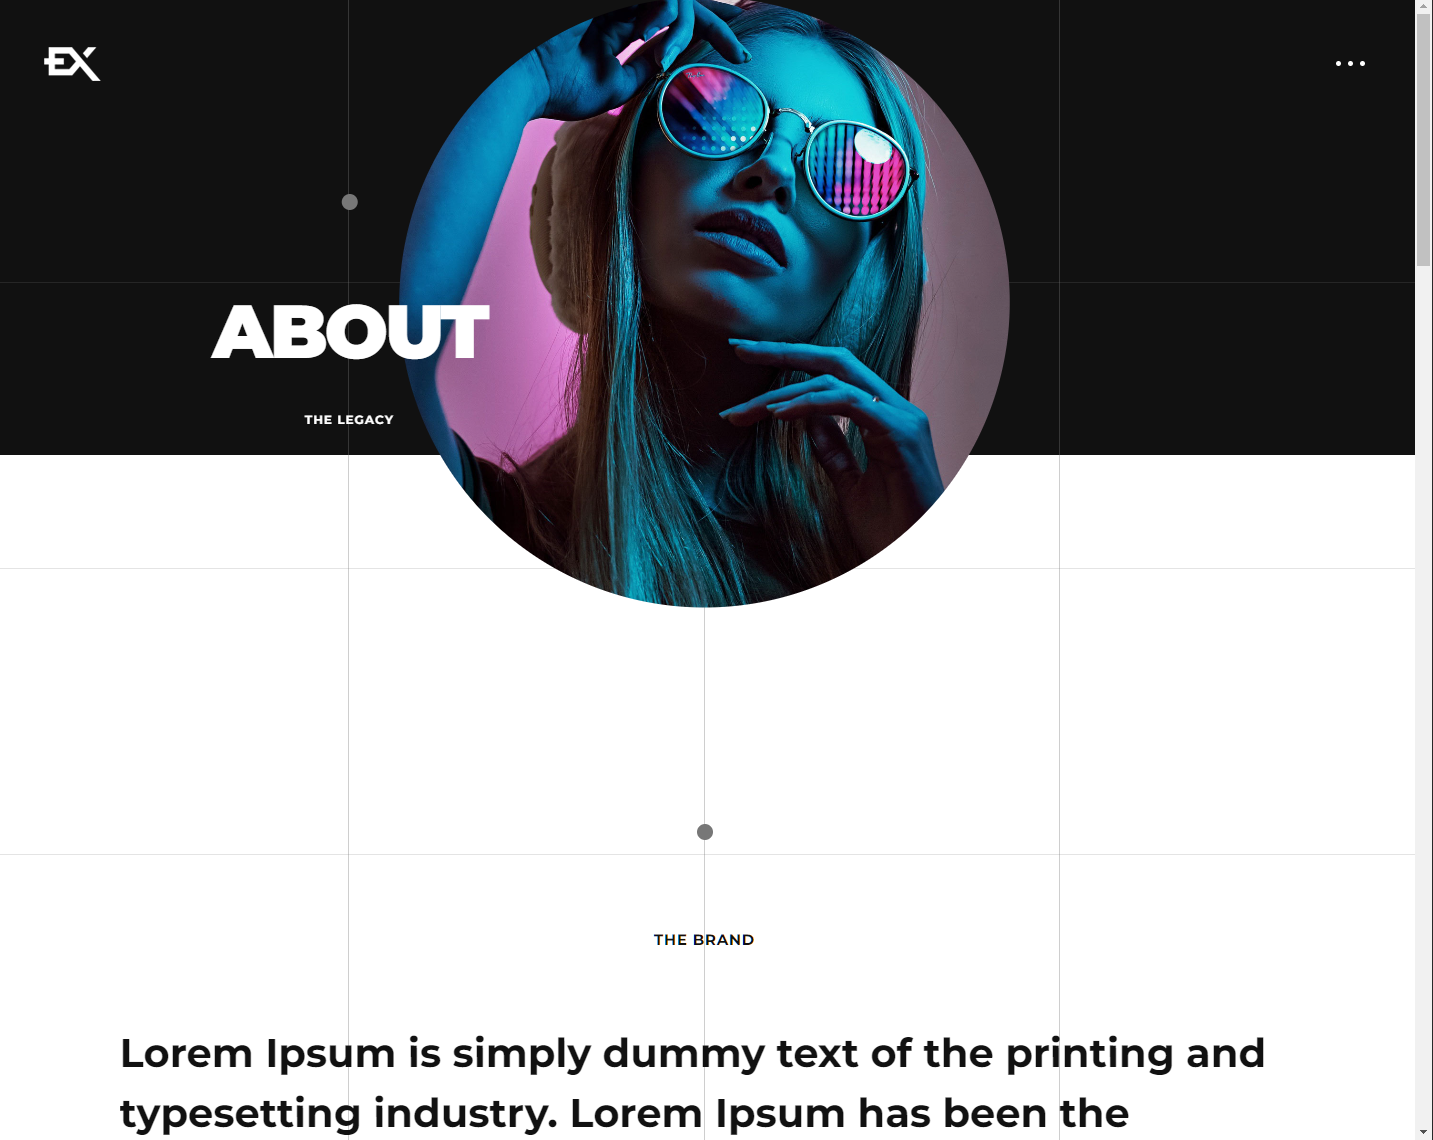 EX
ABOUT
THE LEGACY
THE BRAND
Lorem Ipsum is simply dummy text of the printing and
typesetting industry. Lorem Ipsum has been the